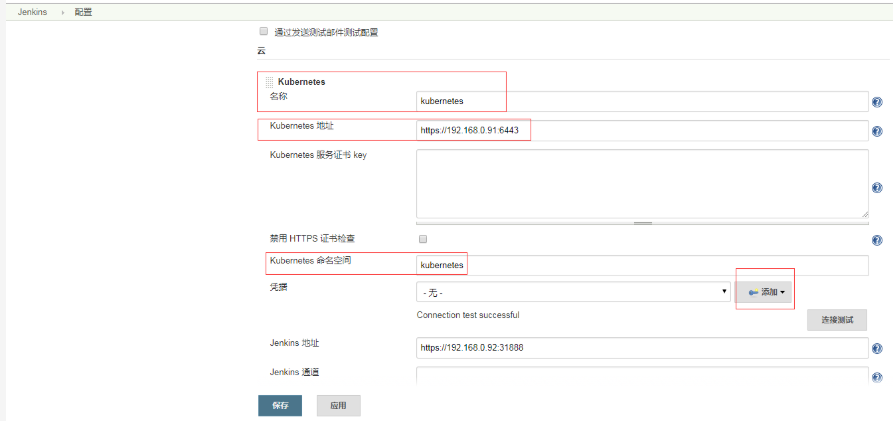 Jenkins › 配置
通过发送测试邮件测试配置
云
Kubernetes
名称
kubernetes
Kubernetes 地址
https://192.168.0.91:6443
Kubernetes 服务证书 key
禁用 HTTPS 证书检查
Kubernetes 命名空间
kubernetes
凭据
- 无 -
添加
Connection test successful
连接测试
Jenkins 地址
https://192.168.0.92:31888
Jenkins 通道
保存
应用